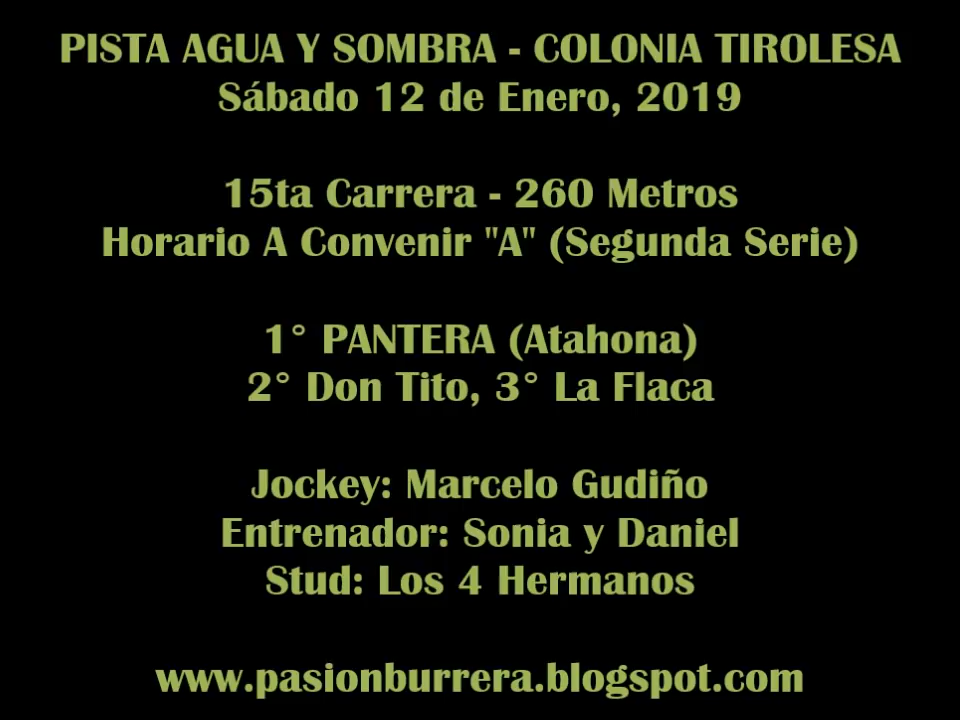 PISTA AGUA Y SOMBRA - COLONIA TIROLESA
Sábado 12 de Enero, 2019
15ta Carrera - 260 Metros
Horario A Convenir "A" (Segunda Serie)
1° PANTERA (Atahona)
2° Don Tito, 3° La Flaca
Jockey: Marcelo Gudiño
Entrenador: Sonia y Daniel
Stud: Los 4 Hermanos
www.pasionburrera.blogspot.com